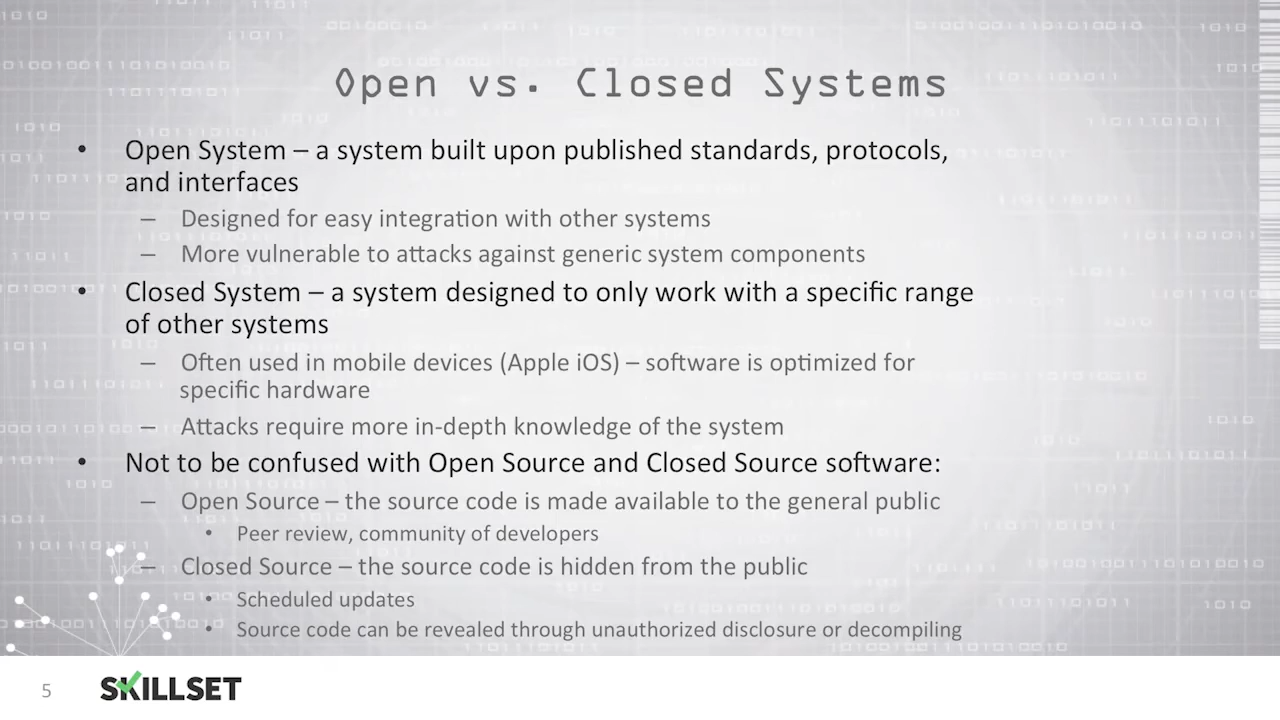 Open vs. Closed Systems
• Open System – a system built upon published standards, protocols,
and interfaces
– Designed for easy integration with other systems
– More vulnerable to attacks against generic system components
• Closed System – a system designed to only work with a specific range
of other systems
– Often used in mobile devices (Apple iOS) – software is optimized for
specific hardware
– Attacks require more in-depth knowledge of the system
• Not to be confused with Open Source and Closed Source software:
– Open Source – the source code is made available to the general public
• Peer review, community of developers
– Closed Source – the source code is hidden from the public
• Scheduled updates
• Source code can be revealed through unauthorized disclosure or decompiling
5
SKILLSET